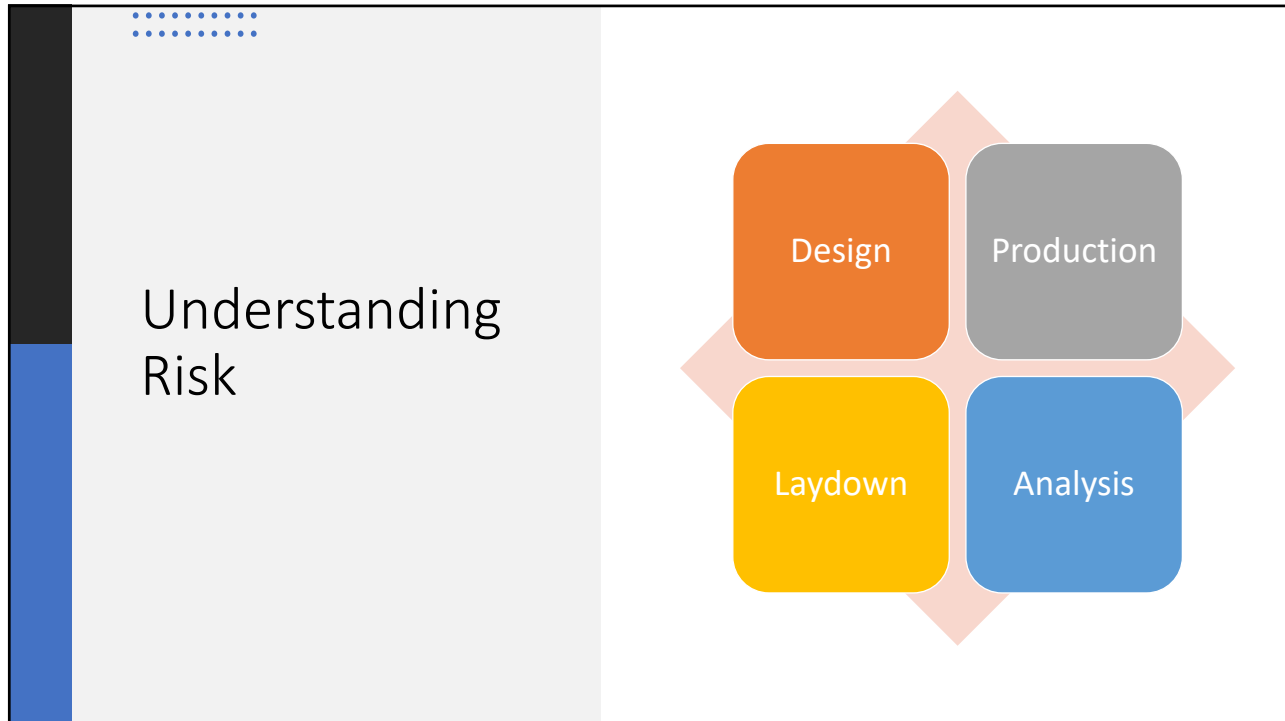 Understanding
Risk
Design
Production
Laydown
Analysis